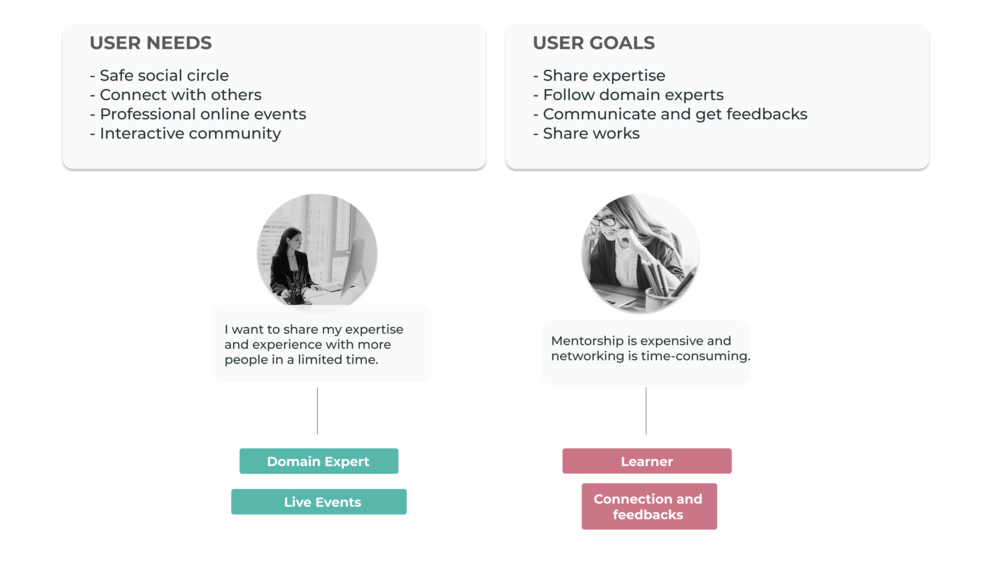 USER NEEDS
- Safe social circle
- Connect with others
- Professional online events
- Interactive community
USER GOALS
- Share expertise
- Follow domain experts
- Communicate and get feedbacks
- Share works
I want to share my expertise
and experience with more
people in a limited time.
Domain Expert
Live Events
Mentorship is expensive and
networking is time-consuming.
Learner
Connection and
feedbacks